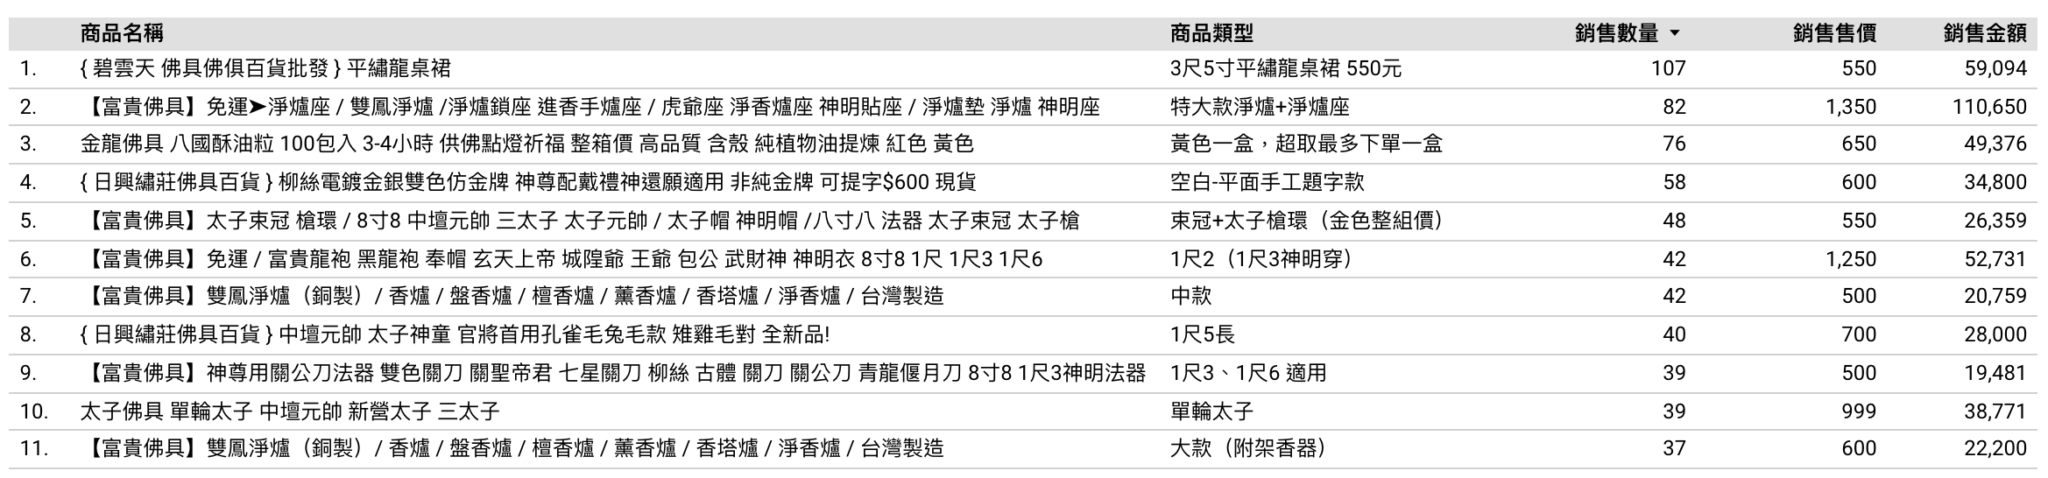 商品名稱 商品類型 銷售數量 銷售售價 銷售金額
1. { 碧雲天 佛具佛俱百貨批發 } 平繡龍桌裙 3尺5寸平繡龍桌裙 550元 107 550 59,094
2. 【富貴佛具】免運➤淨爐座 / 雙鳳淨爐 /淨爐鎖座 進香手爐座 / 虎爺座 淨香爐座 神明貼座 / 淨爐墊 淨爐 神明座 特大款淨爐+淨爐座 82 1,350 110,650
3. 金龍佛具 八國酥油粒 100包入 3-4小時 供佛點燈祈福 整箱價 高品質 含殼 純植物油提煉 紅色 黃色 黃色一盒，超取最多下單一盒 76 650 49,376
4. { 日興繡莊佛具百貨 } 柳絲電鍍金銀雙色仿金牌 神尊配戴禮神還願適用 非純金牌 可提字$600 現貨 空白-平面手工題字款 58 600 34,800
5. 【富貴佛具】太子束冠 槍環 / 8寸8 中壇元帥 三太子 太子元帥 / 太子帽 神明帽 /八寸八 法器 太子束冠 太子槍 束冠+太子槍環（金色整組價） 48 550 26,359
6. 【富貴佛具】免運 / 富貴龍袍 黑龍袍 奉帽 玄天上帝 城隍爺 王爺 包公 武財神 神明衣 8寸8 1尺 1尺3 1尺6 1尺2（1尺3神明穿） 42 1,250 52,731
7. 【富貴佛具】雙鳳淨爐（銅製）/ 香爐 / 盤香爐 / 檀香爐 / 薰香爐 / 香塔爐 / 淨香爐 / 台灣製造 中款 42 500 20,759
8. { 日興繡莊佛具百貨 } 中壇元帥 太子神童 官將首用孔雀毛兔毛款 雉雞毛對 全新品! 1尺5長 40 700 28,000
9. 【富貴佛具】神尊用關公刀法器 雙色關刀 關聖帝君 七星關刀 柳絲 古體 關刀 關公刀 青龍偃月刀 8寸8 1尺3神明法器 1尺3、1尺6 適用 39 500 19,481
10. 太子佛具 單輪太子 中壇元帥 新營太子 三太子 單輪太子 39 999 38,771
11. 【富貴佛具】雙鳳淨爐（銅製）/ 香爐 / 盤香爐 / 檀香爐 / 薰香爐 / 香塔爐 / 淨香爐 / 台灣製造 大款（附架香器） 37 600 22,200